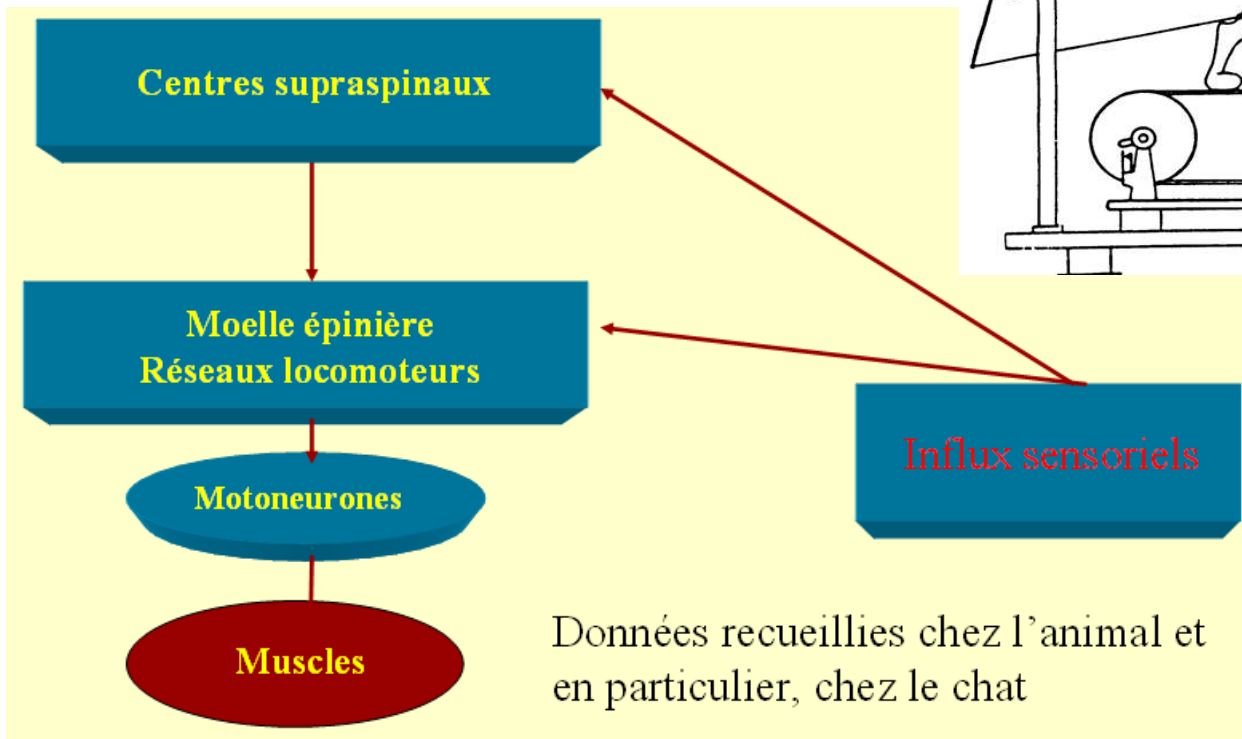 Centres supraspinaux
Moelle épinière
Réseaux locomoteurs
Influx sensoriels
Motoneurones
Muscles
Données recueillies chez l’animal et
en particulier, chez le chat